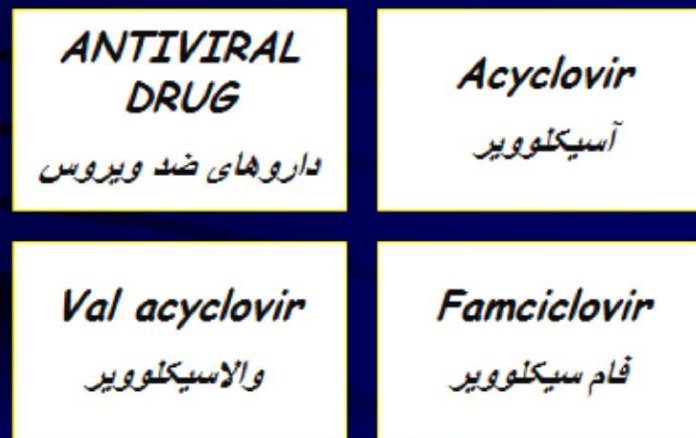 ANTIVIRAL
DRUG
داروهای ضد ویروس
Acyclovir
آسیکلوویر
Val acyclovir
والاسیکلوویر
Famciclovir
فام سیکلوویر